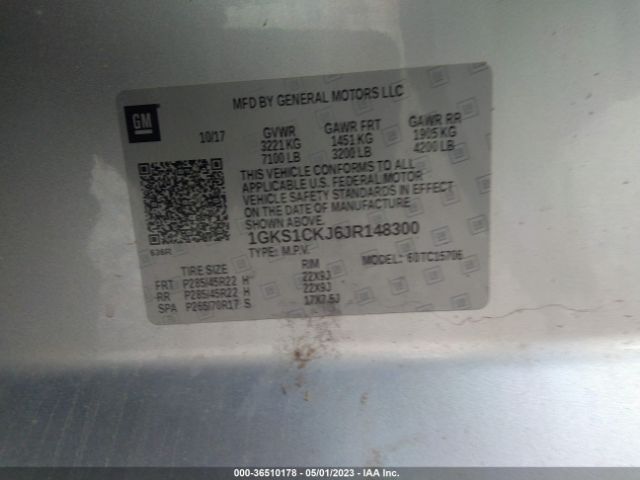 MFD BY GENERAL MOTORS LLC
GM
10/17 GVWR GAWR FRT GAWR RR
3221 KG 1451 KG 1905 KG
7100 LB 3200 LB 4200 LB
THIS VEHICLE CONFORMS TO ALL
APPLICABLE U.S. FEDERAL MOTOR
VEHICLE SAFETY STANDARDS IN EFFECT
ON THE DATE OF MANUFACTURE
SHOWN ABOVE.
1GKS1CKJ6JR148300
TYPE: M.P.V. MODEL:
TIRE SIZE RIM
FRT P285/45R22 H 22X9J
RR P285/45R22 H 22X9J
SPA P265/70R17 S 17X7.5J
000-36510178 - 05/01/2023 - IAA Inc.